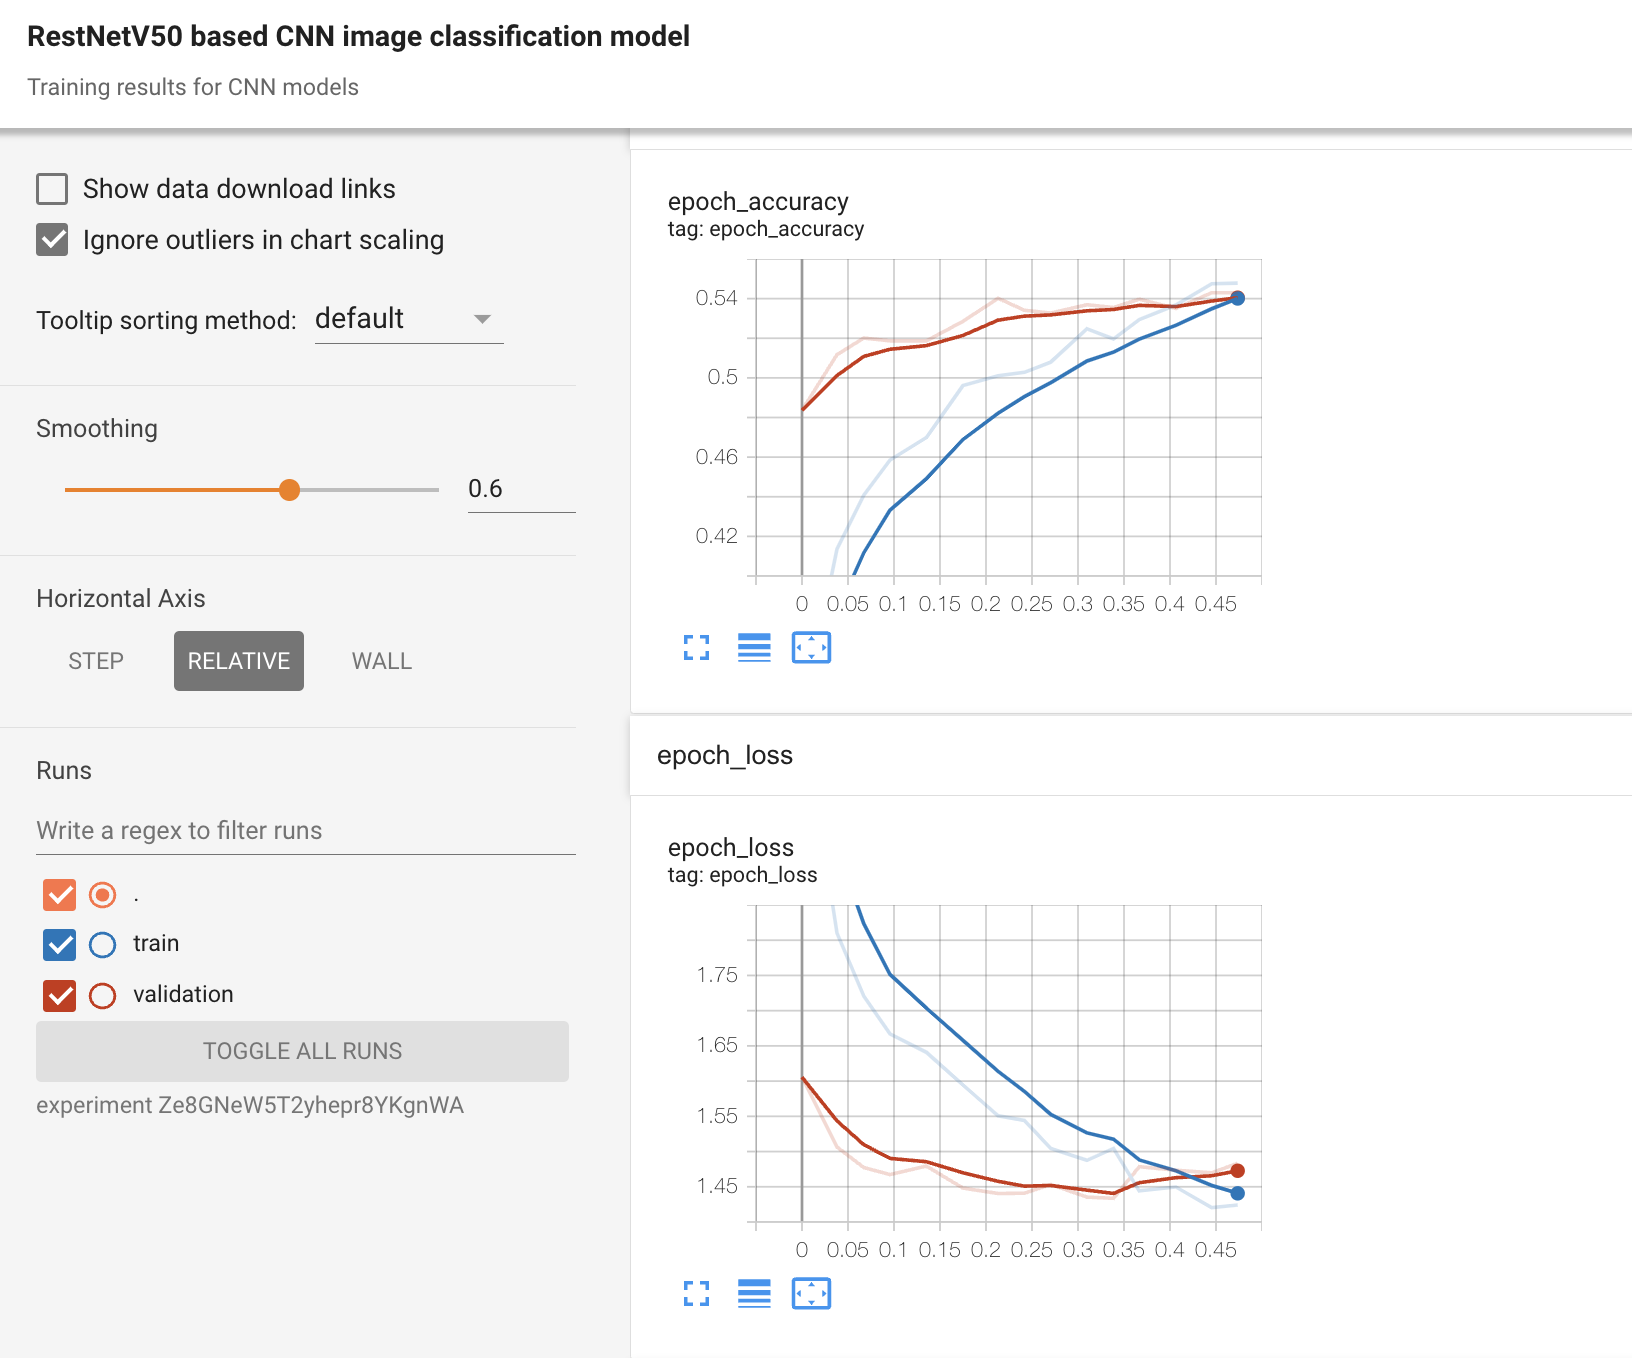 RestNetV50 based CNN image classification model
Training results for CNN models
Show data download links
Ignore outliers in chart scaling
Tooltip sorting method: default
Smoothing
0.6
Horizontal Axis
STEP RELATIVE WALL
Runs
Write a regex to filter runs
.
train
validation
TOGGLE ALL RUNS
experiment Ze8GNeW5T2yhepr8YKgnWA
epoch_accuracy
tag: epoch_accuracy
0.54
0.5
0.46
0.42
0 0.05 0.1 0.15 0.2 0.25 0.3 0.35 0.4 0.45
epoch_loss
epoch_loss
tag: epoch_loss
1.75
1.65
1.55
1.45
0 0.05 0.1 0.15 0.2 0.25 0.3 0.35 0.4 0.45